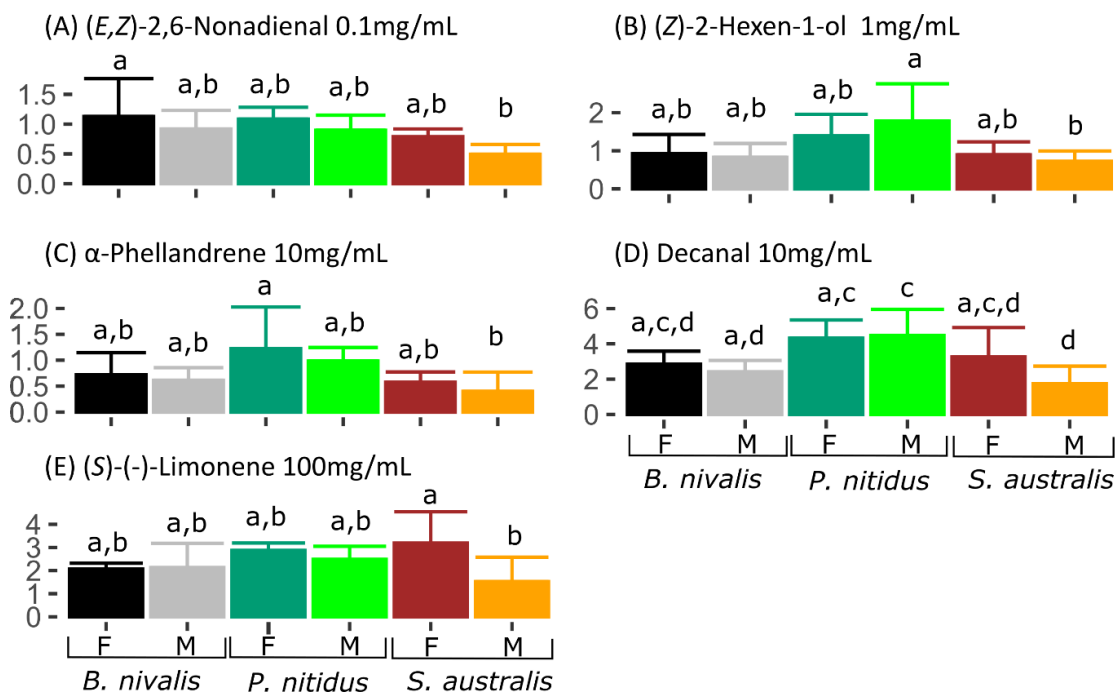 (A) (E,Z)-2,6-Nonadienal 0.1mg/mL
a a,b a,b a,b a,b b
1.5
1.0
0.5
0.0
(B) (Z)-2-Hexen-1-ol 1mg/mL
a,b a,b a,b a a,b b
2
1
0
(C) α-Phellandrene 10mg/mL
a,b a,b a a,b a,b b
2.0
1.5
1.0
0.5
0.0
(D) Decanal 10mg/mL
a,c,d a,d a,c c a,c,d d
6
4
2
0
F M F M F M
B. nivalis P. nitidus S. australis
(E) (S)-(-)-Limonene 100mg/mL
a,b a,b a,b a,b a b
4
3
2
1
0
F M F M F M
B. nivalis P. nitidus S. australis